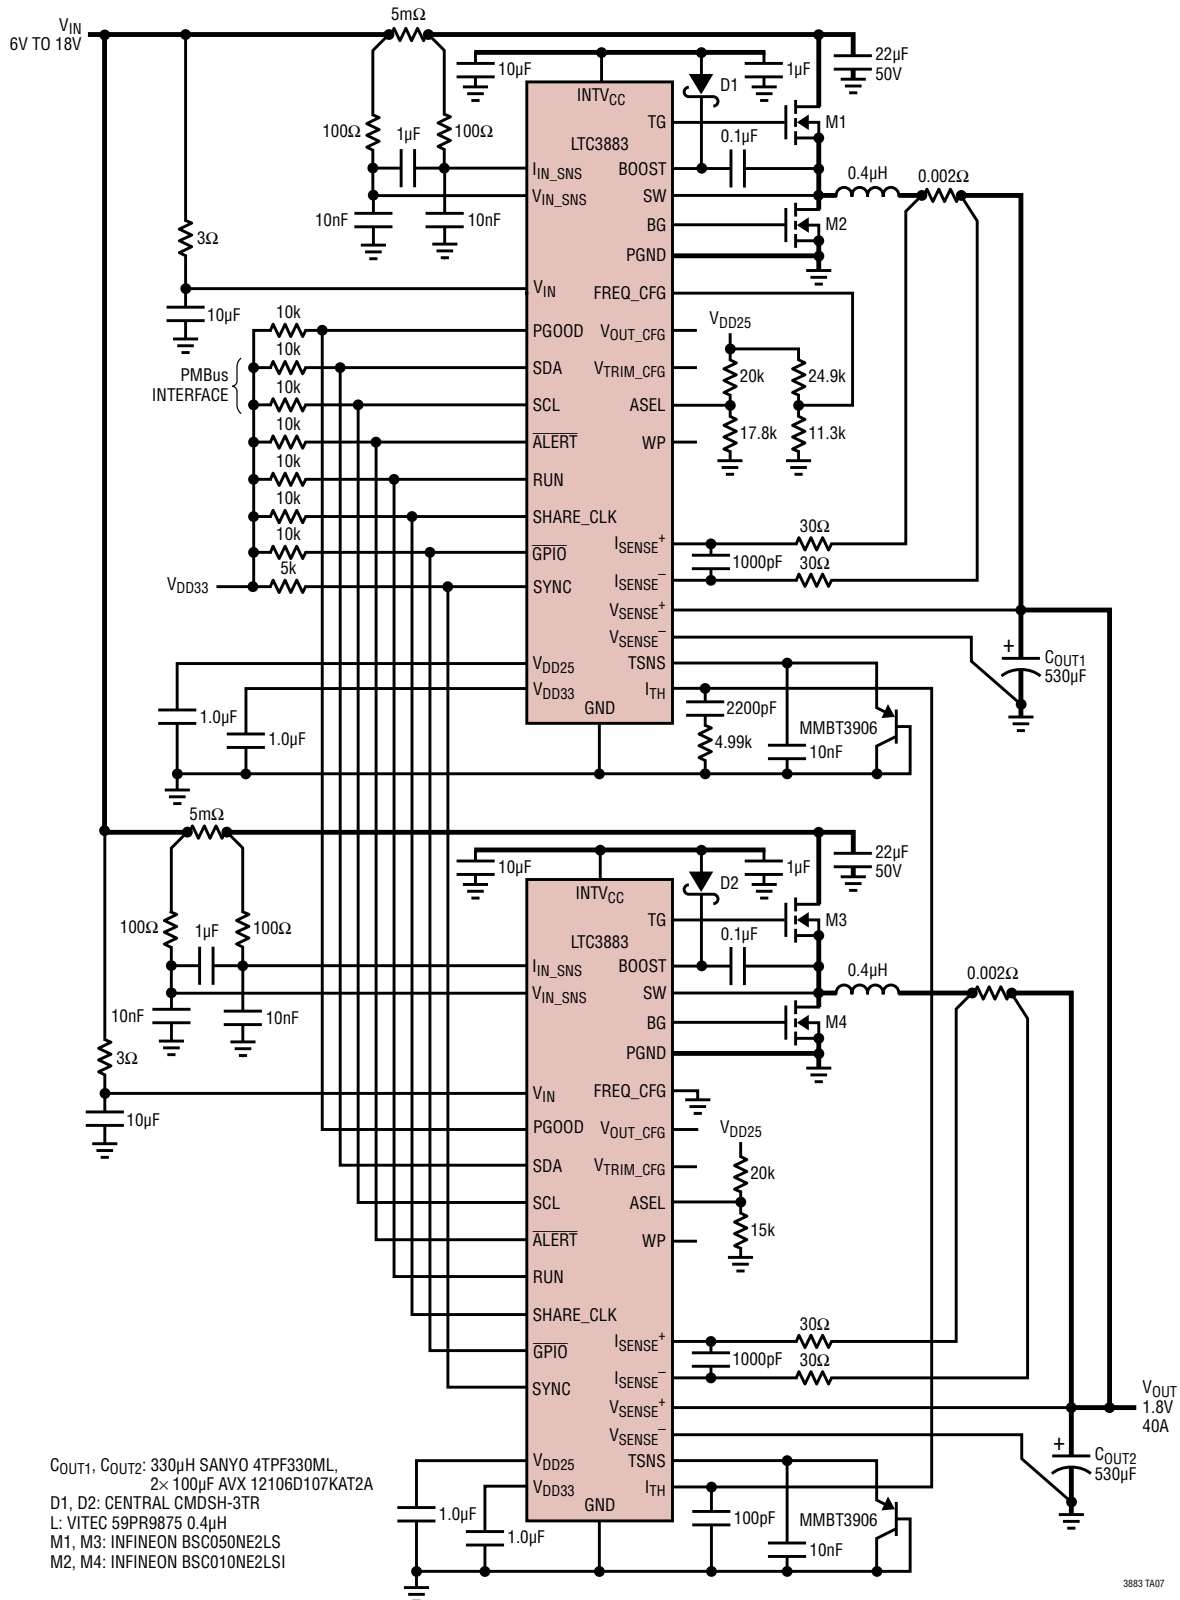 VIN
6V TO 18V
5mΩ
10µF
1µF
22µF
50V
D1
INTVCC
LTC3883
100Ω
1µF
100Ω
TG
M1
0.1µF
IIN_SNS
BOOST
0.4µH
0.002Ω
VIN_SNS
SW
10nF
10nF
BG
M2
3Ω
PGND
VIN
FREQ_CFG
10µF
10k
PGOOD
VOUT_CFG
VDD25
PMBus
INTERFACE
10k
SDA
VTRIM_CFG
20k
24.9k
10k
SCL
ASEL
10k
ALERT
WP
17.8k
11.3k
10k
RUN
10k
SHARE_CLK
30Ω
10k
GPIO
ISENSE+
1000pF
30Ω
5k
VDD33
SYNC
ISENSE–
VSENSE+
VSENSE–
+
COUT1
530µF
VDD25
TSNS
VDD33
ITH
GND
1.0µF
1.0µF
2200pF
4.99k
MMBT3906
10nF
5mΩ
10µF
1µF
22µF
50V
D2
INTVCC
LTC3883
100Ω
1µF
100Ω
TG
M3
0.1µF
IIN_SNS
BOOST
0.4µH
0.002Ω
VIN_SNS
SW
10nF
10nF
BG
M4
3Ω
PGND
VIN
FREQ_CFG
10µF
PGOOD
VOUT_CFG
VDD25
SDA
VTRIM_CFG
20k
SCL
ASEL
15k
ALERT
WP
RUN
SHARE_CLK
30Ω
GPIO
ISENSE+
1000pF
30Ω
SYNC
ISENSE–
VSENSE+
VOUT
1.8V
40A
VSENSE–
+
COUT2
530µF
VDD25
TSNS
VDD33
ITH
GND
1.0µF
1.0µF
100pF
MMBT3906
10nF
COUT1, COUT2: 330µH SANYO 4TPF330ML,
2× 100µF AVX 12106D107KAT2A
D1, D2: CENTRAL CMDSH-3TR
L: VITEC 59PR9875 0.4µH
M1, M3: INFINEON BSC050NE2LS
M2, M4: INFINEON BSC010NE2LSI
3883 TA07